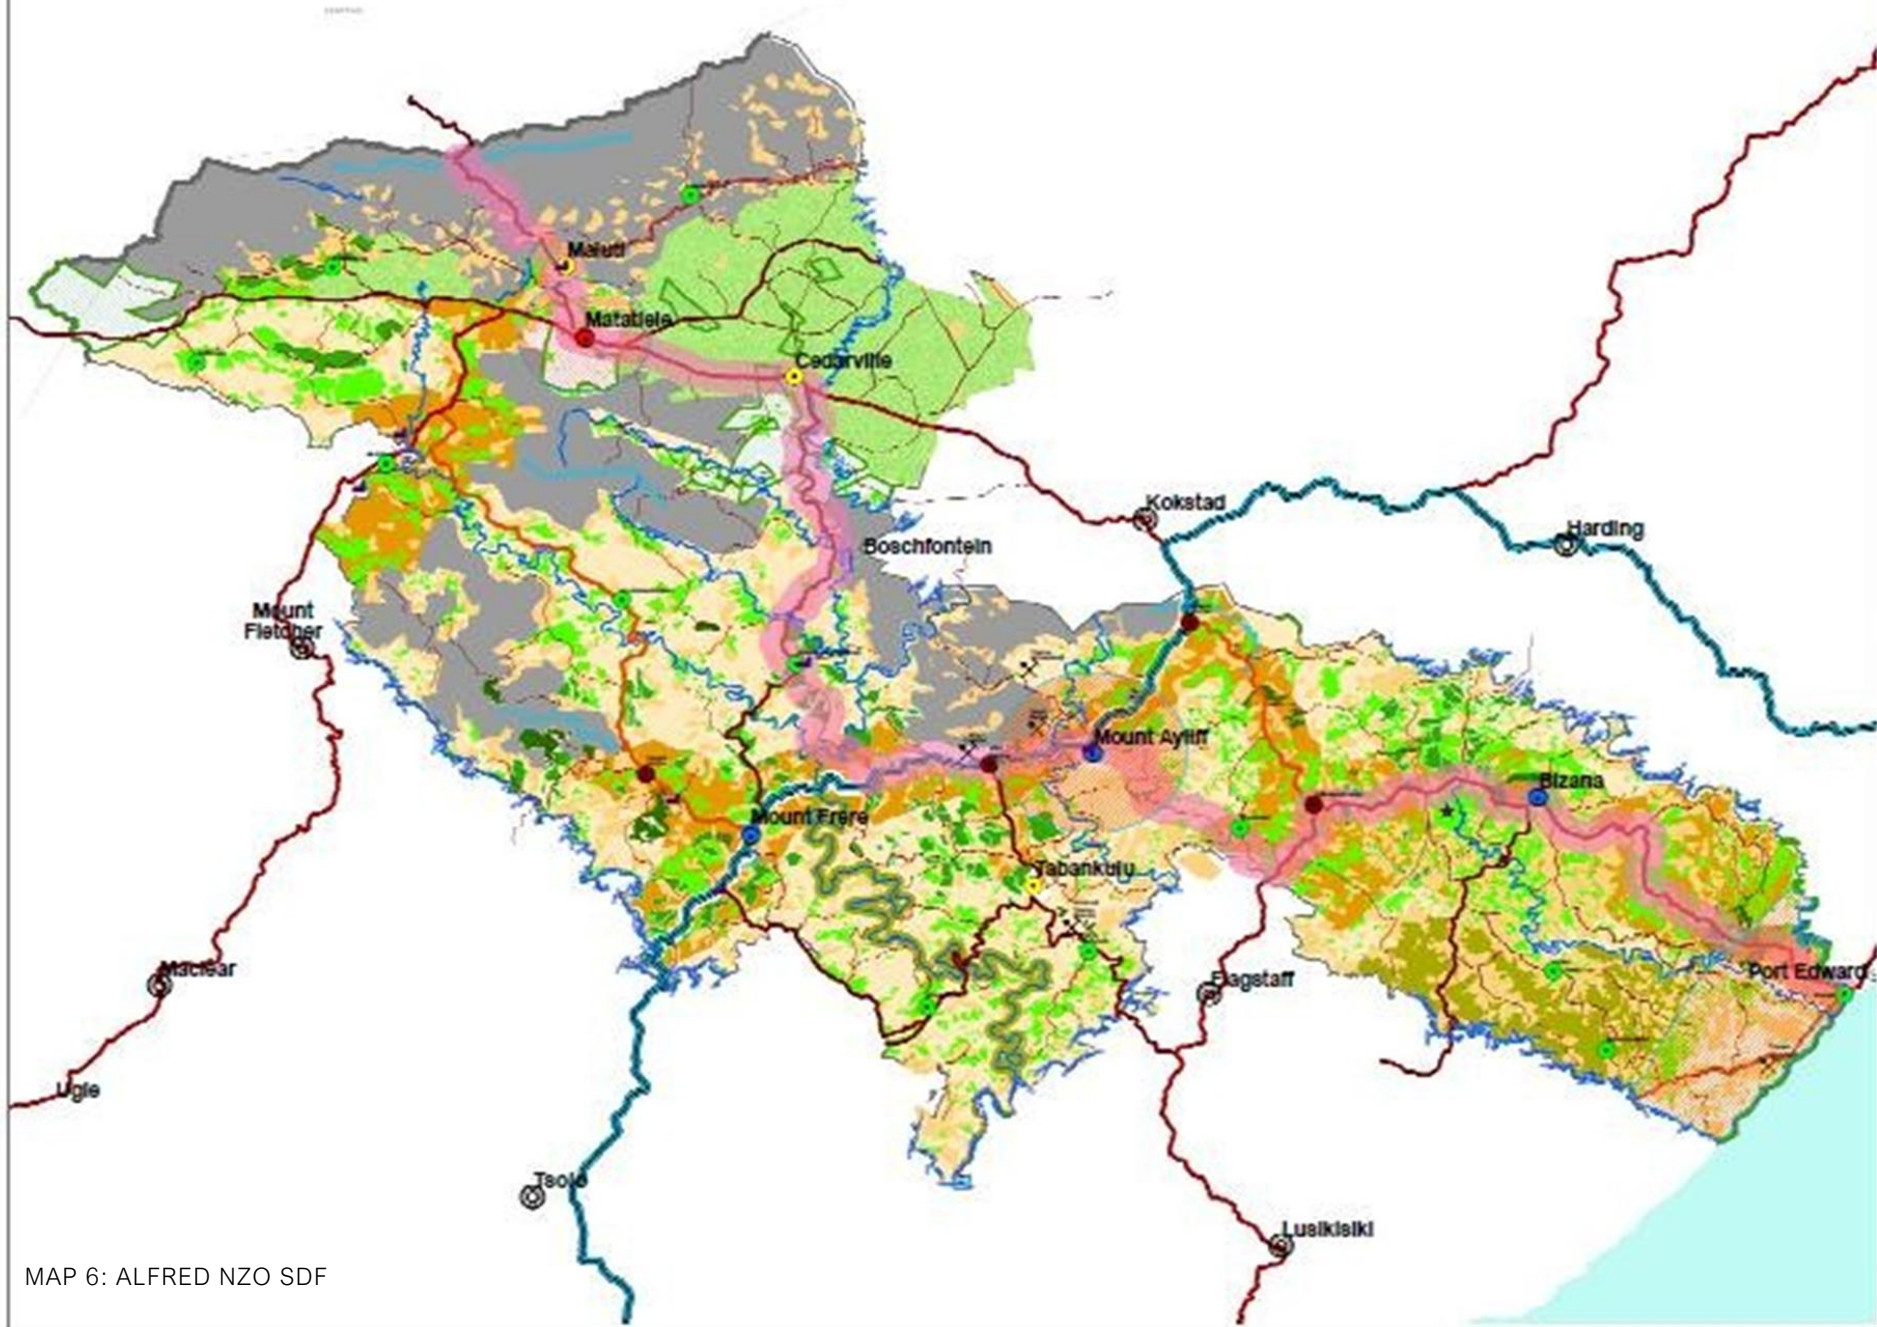 Maluti
Matatiele
Cedarville
Kokstad
Harding
Boschfontein
Mount
Fletcher
Mount Ayliff
Bizana
Mount Frere
Tabankulu
Maclear
Flagstaff
Port Edward
Ugie
Tsolo
Lusikisiki
MAP 6: ALFRED NZO SDF